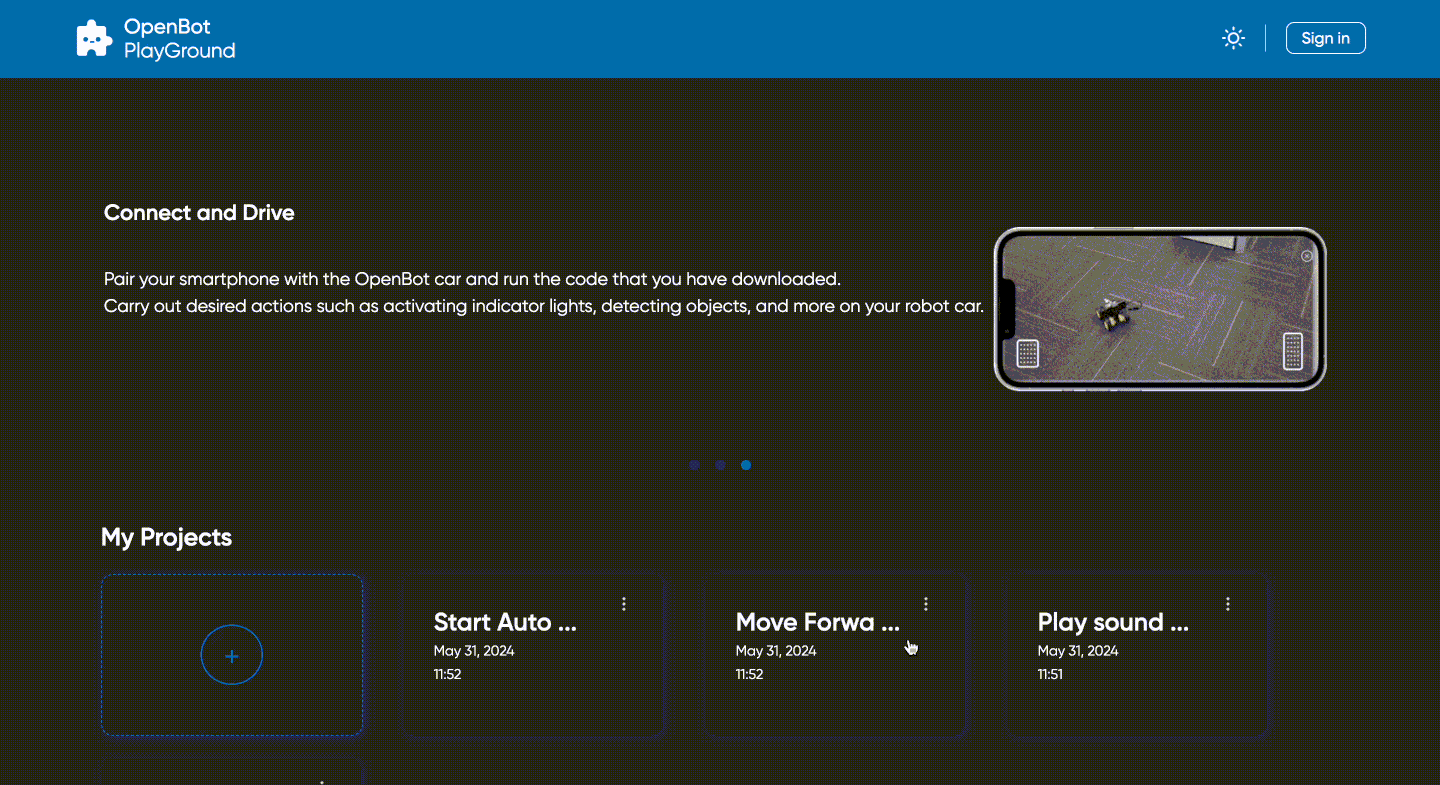 OpenBot
PlayGround
Sign in
Connect and Drive
Pair your smartphone with the OpenBot car and run the code that you have downloaded.
Carry out desired actions such as activating indicator lights, detecting objects, and more on your robot car.
My Projects
Start Auto ...
May 31, 2024
11:52
Move Forwa ...
May 31, 2024
11:52
Play sound ...
May 31, 2024
11:51